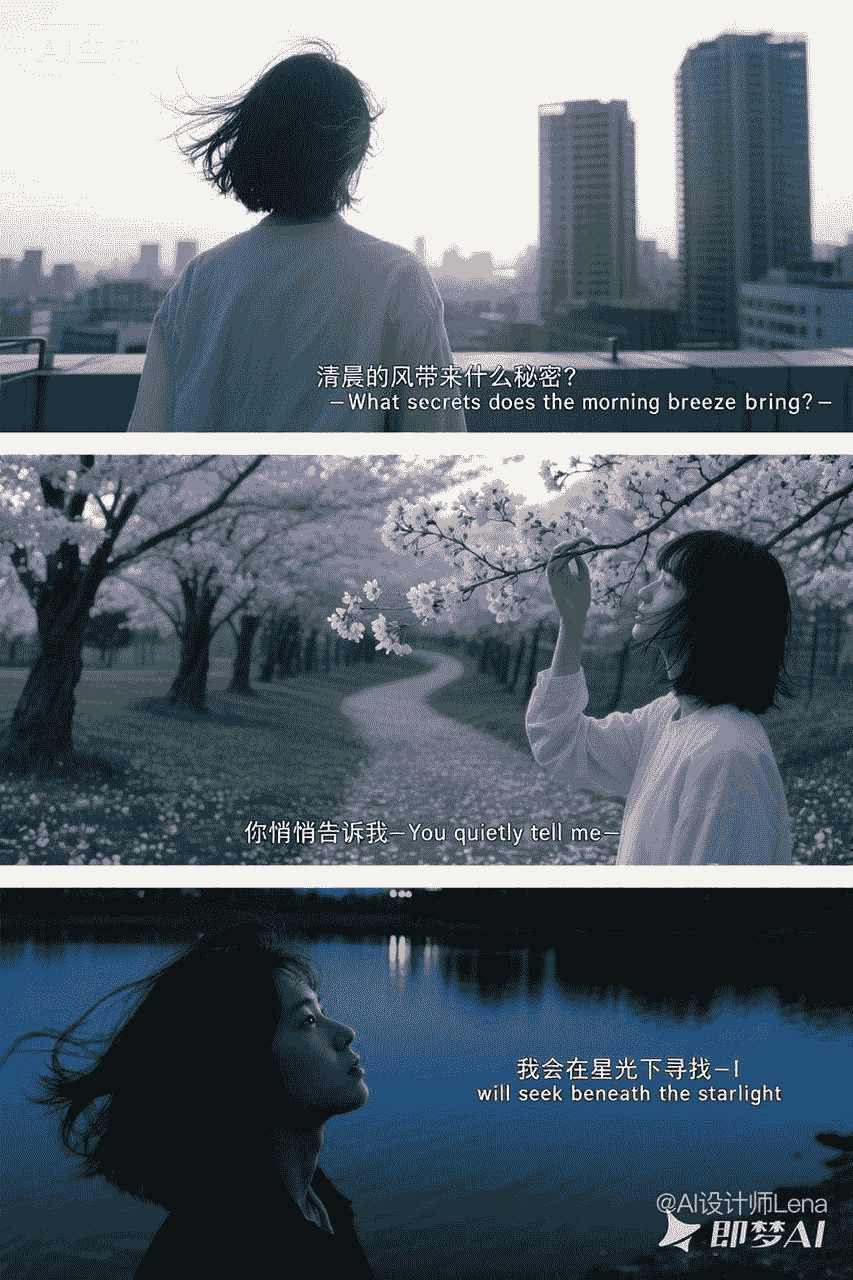 清晨的风带来什么秘密?
—What secrets does the morning breeze bring?—
你悄悄告诉我—You quietly tell me—
我会在星光下寻找—I
will seek beneath the starlight
@AI设计师Lena
即梦AI